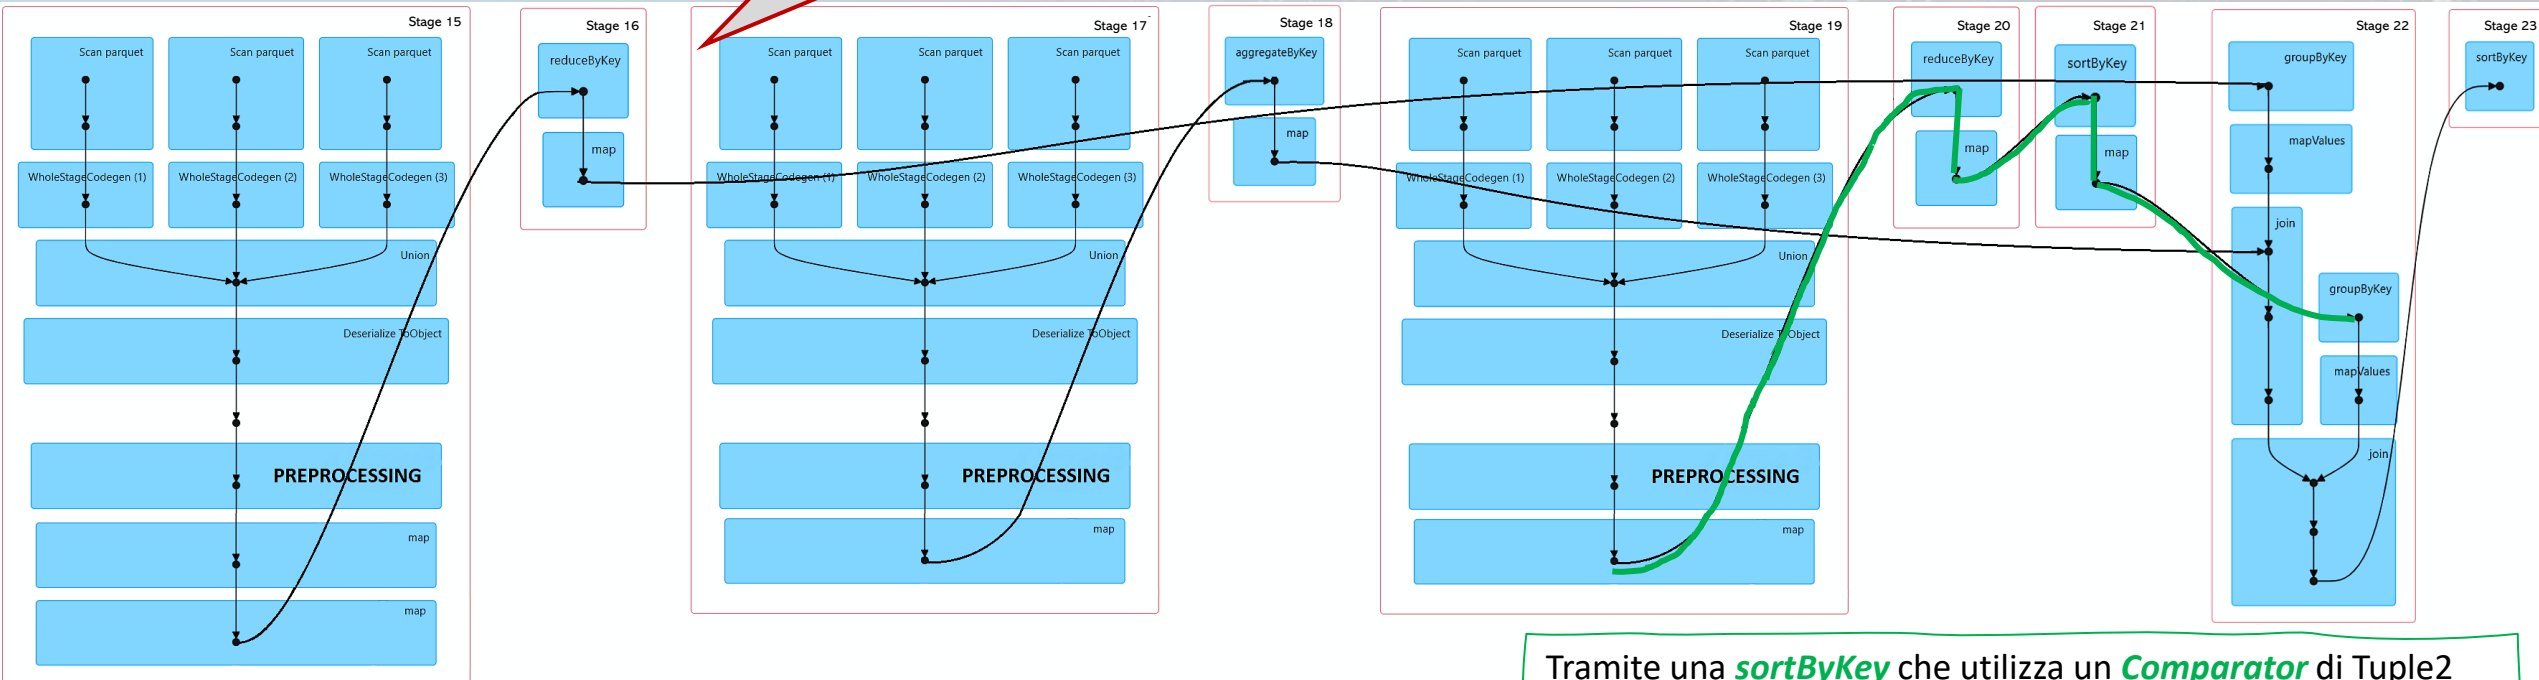 Stage 15
Scan parquet
Scan parquet
Scan parquet
WholeStageCodegen (1)
WholeStageCodegen (2)
WholeStageCodegen (3)
Union
Deserialize ToObject
PREPROCESSING
map
map
Stage 16
reduceByKey
map
Stage 17
Scan parquet
Scan parquet
Scan parquet
WholeStageCodegen (1)
WholeStageCodegen (2)
WholeStageCodegen (3)
Union
Deserialize ToObject
PREPROCESSING
map
Stage 18
aggregateByKey
map
Stage 19
Scan parquet
Scan parquet
Scan parquet
WholeStageCodegen (1)
WholeStageCodegen (2)
WholeStageCodegen (3)
Union
Deserialize ToObject
PREPROCESSING
map
Stage 20
reduceByKey
map
Stage 21
sortByKey
map
Stage 22
groupByKey
mapValues
join
groupByKey
mapValues
join
Stage 23
sortByKey
Tramite una sortByKey che utilizza un Comparator di Tuple2